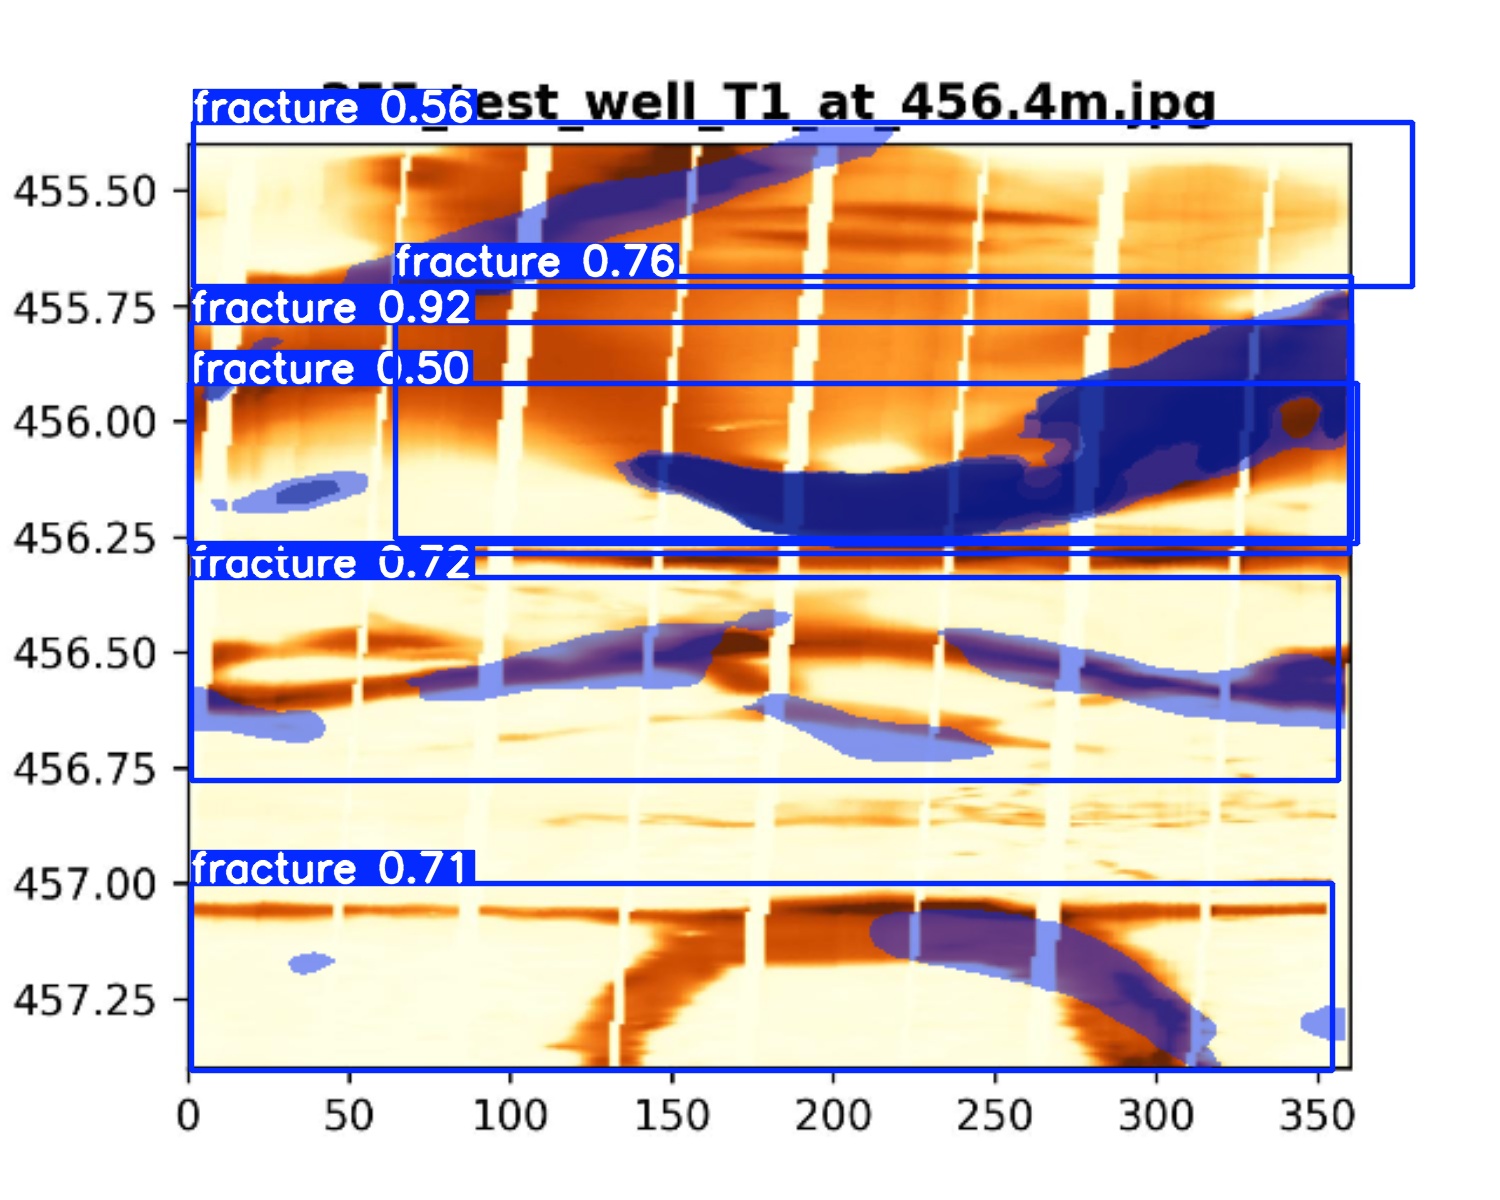 fracture 0.56
est_well_T1_at_456.4m.jpg
455.50
fracture 0.76
455.75
fracture 0.92
fracture 0.50
456.00
456.25
fracture 0.72
456.50
456.75
fracture 0.71
457.00
457.25
0 50 100 150 200 250 300 350